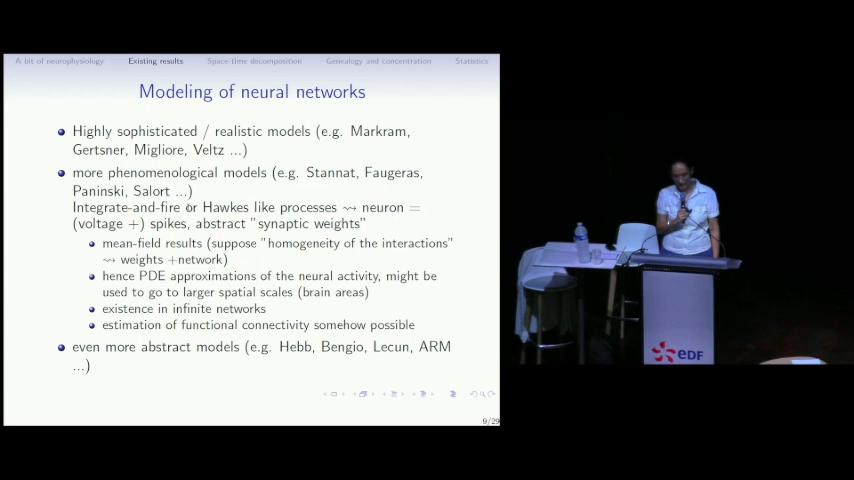 A bit of neurophysiology Existing results Space-time decomposition Genealogy and concentration Statistics
Modeling of neural networks
Highly sophisticated / realistic models (e.g. Markram,
Gertsner, Migliore, Veltz ...)
more phenomenological models (e.g. Stannat, Faugeras,
Paninski, Salort ...)
Integrate-and-fire or Hawkes like processes ⇝ neuron =
(voltage +) spikes, abstract "synaptic weights"
mean-field results (suppose "homogeneity of the interactions"
⇝ weights +network)
hence PDE approximations of the neural activity, might be
used to go to larger spatial scales (brain areas)
existence in infinite networks
estimation of functional connectivity somehow possible
even more abstract models (e.g. Hebb, Bengio, Lecun, ARM
...)
9/29
eDF